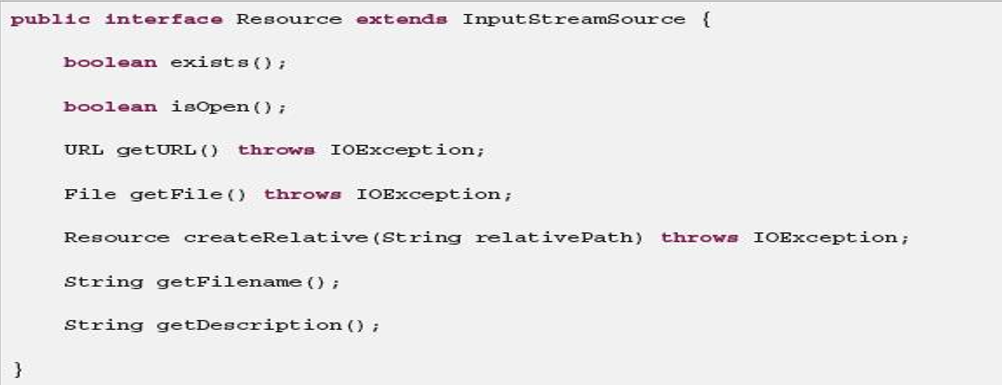 public interface Resource extends InputStreamSource {
boolean exists();
boolean isOpen();
URL getURL() throws IOException;
File getFile() throws IOException;
Resource createRelative(String relativePath) throws IOException;
String getFilename();
String getDescription();
}